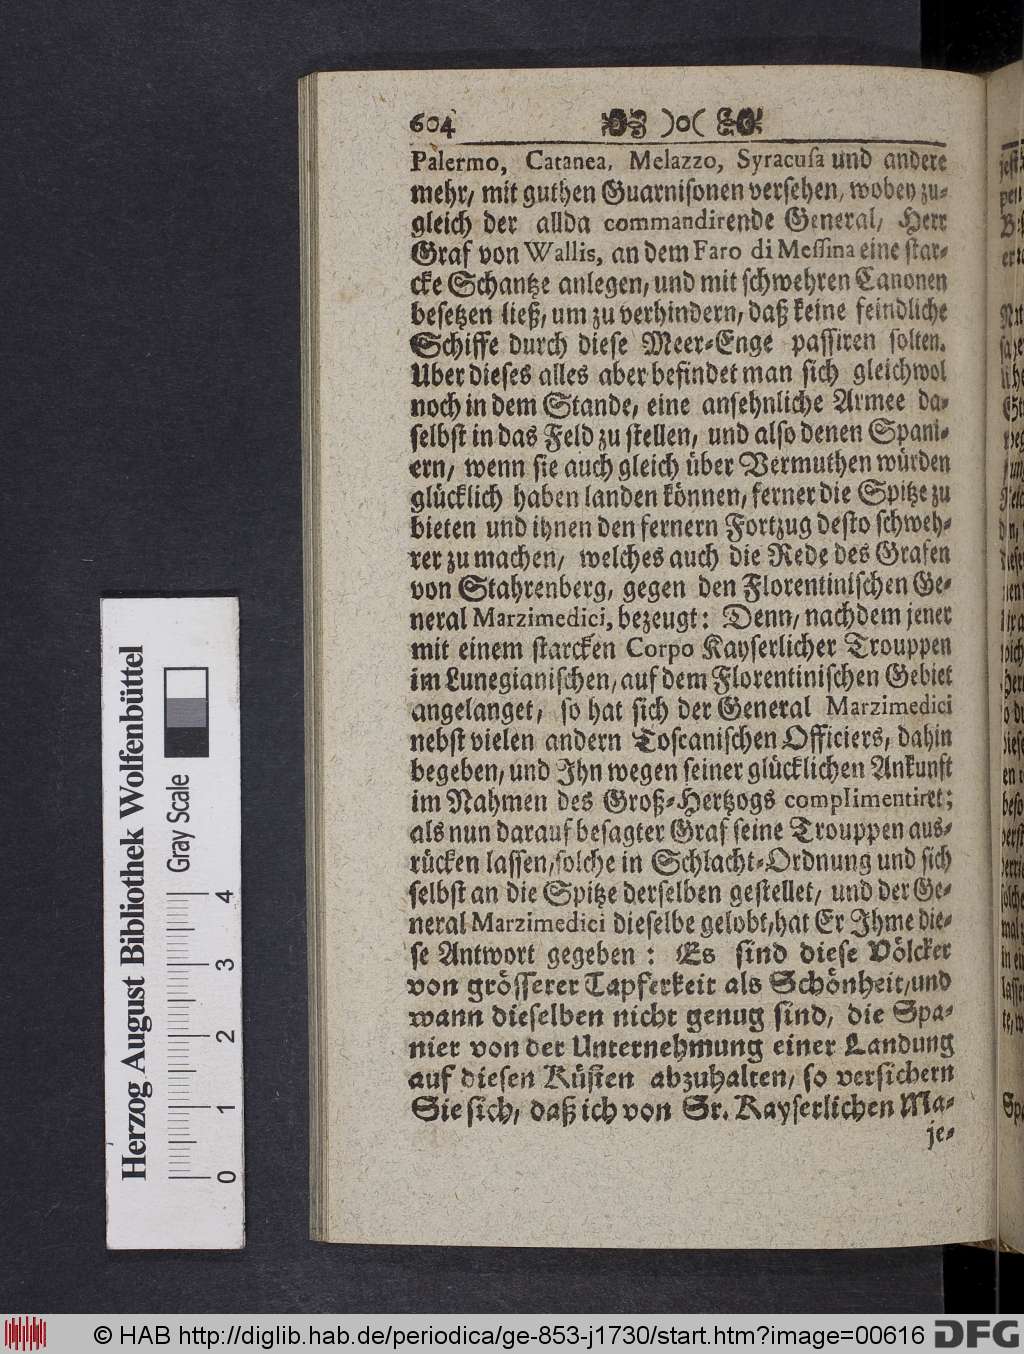 604 )o(
Palermo, Catanea, Melazzo, Syracusa und andere
mehr, mit guthen Guarnisonen versehen, wobey zu-
gleich der allda commandirende General, Herr
Graf von Wallis, an dem Faro di Messina eine star-
cke Schantze anlegen, und mit schwehren Canonen
besetzen ließ, um zu verhindern, daß keine feindliche
Schiffe durch diese Meer-Enge passiren solten.
Uber dieses alles aber befindet man sich gleichwol
noch in dem Stande, eine ansehnliche Armee da-
selbst in das Feld zu stellen, und also denen Spani-
ern, wenn sie auch gleich über Vermuthen würden
glücklich haben landen können, ferner die Spitze zu
bieten und ihnen den fernern Fortzug desto schweh-
rer zu machen, welches auch die Rede des Grafen
von Stahrenberg, gegen den Florentinischen Ge-
neral Marzimedici, bezeugt: Denn, nachdem jener
mit einem starcken Corpo Kayserlicher Trouppen
im Lunegianischen, auf dem Florentinischen Gebiet
angelanget, so hat sich der General Marzimedici
nebst vielen andern Toscanischen Officiers, dahin
begeben, und Ihn wegen seiner glücklichen Ankunft
im Nahmen des Groß-Hertzogs complimentiret;
als nun darauf besagter Graf seine Trouppen aus-
rücken lassen, solche in Schlacht-Ordnung und sich
selbst an die Spitze derselben gestellet, und der Ge-
neral Marzimedici dieselbe gelobt, hat Er Ihme die-
se Antwort gegeben: Es sind diese Völcker
von grösserer Tapferkeit als Schönheit, und
wann dieselben nicht genug sind, die Spa-
nier von der Unternehmung einer Landung
auf diesen Küsten abzuhalten, so versichern
Sie sich, daß ich von Sr. Kayserlichen Ma-
je-
Herzog August Bibliothek Wolfenbüttel
Gray Scale
0 1 2 3 4
© HAB http://diglib.hab.de/periodica/ge-853-j1730/start.htm?image=00616
DFG